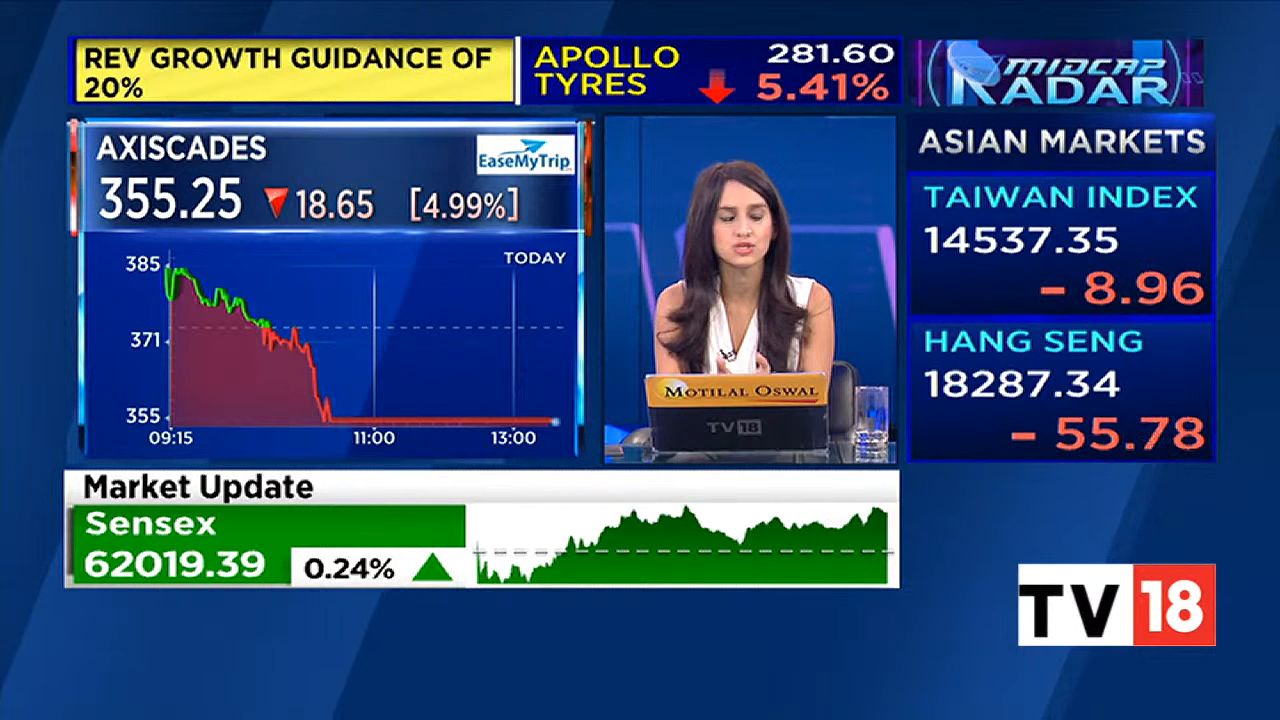 REV GROWTH GUIDANCE OF
20%
APOLLO
TYRES
281.60
5.41%
MIDCAP
RADAR
AXISCADES
355.25 18.65 [4.99%]
EaseMyTrip
TODAY
385
371
355
09:15 11:00 13:00
MOTILAL OSWAL
TV18
ASIAN MARKETS
TAIWAN INDEX
14537.35
- 8.96
HANG SENG
18287.34
- 55.78
Market Update
Sensex
62019.39 0.24%
TV18